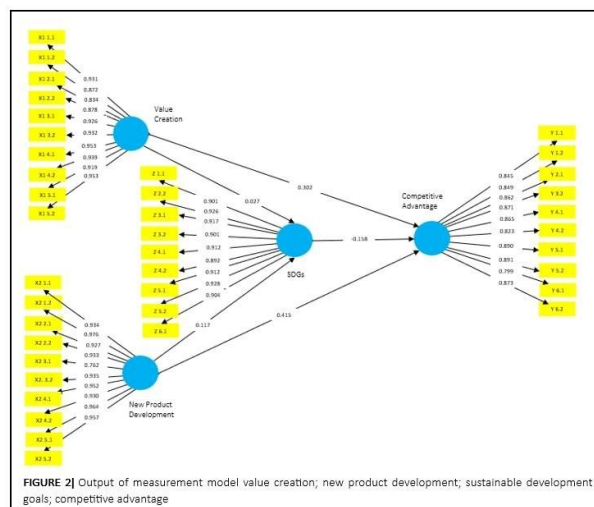 X1 1.1
X1 1.2
X1 2.1
X1 2.2
X1 3.1
X1 3.2
X1 4.1
X1 4.2
X1 5.1
X1 5.2
0.931
0.872
0.834
0.878
0.926
0.932
0.953
0.939
0.919
0.953
Value
Creation
Z 1.1
Z 2.2
Z 3.1
Z 3.2
Z 4.1
Z 4.2
Z 5.1
Z 5.2
Z 6.1
0.901
0.926
0.917
0.901
0.912
0.892
0.912
0.928
0.904
0.027
0.302
SDGs
-0.158
0.117
0.415
Competitive
Advantage
0.845
0.849
0.862
0.871
0.865
0.823
0.890
0.891
0.799
0.873
Y 1.1
Y 1.2
Y 2.1
Y 3.2
Y 4.1
Y 4.2
Y 5.1
Y 5.2
Y 6.1
Y 6.2
X2 1.1
X2 1.2
X2 2.1
X2 2.2
X2 3.1
X2. 3.2
X2 4.1
X2 4.2
X2 5.1
X2 5.2
0.934
0.976
0.927
0.933
0.762
0.935
0.952
0.930
0.964
0.957
New Product
Development
FIGURE 2| Output of measurement model value creation; new product development; sustainable development
goals; competitive advantage